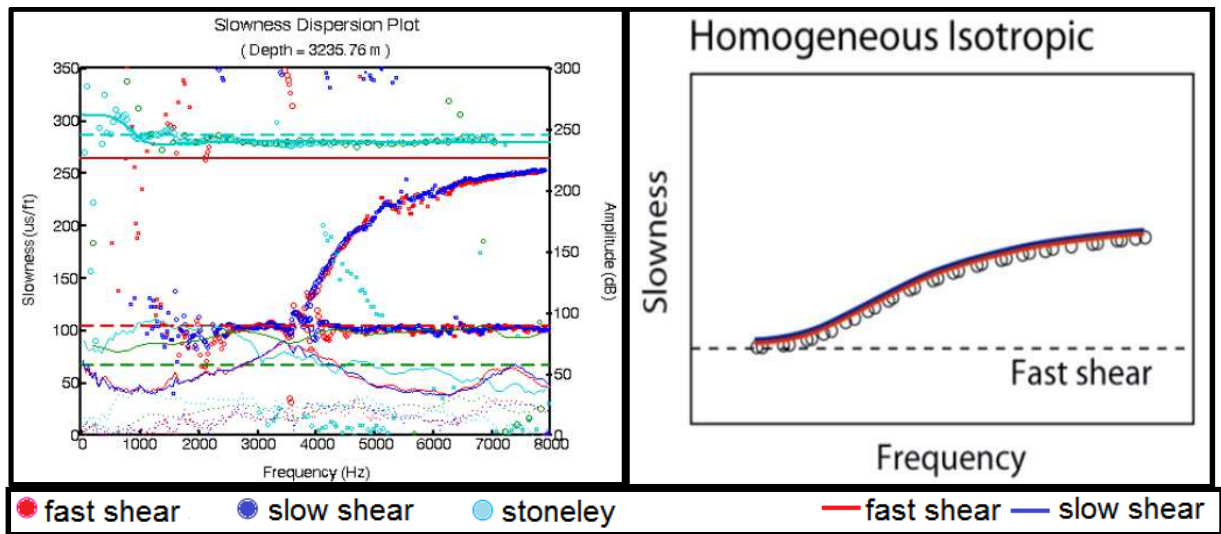 Slowness Dispersion Plot
( Depth = 3235.76 m )
350
300
250
200
150
100
50
0
Slowness (us/ft)
300
250
200
150
100
50
0
Amplitude (dB)
0 1000 2000 3000 4000 5000 6000 7000 8000
Frequency (Hz)
Homogeneous Isotropic
Slowness
Fast shear
Frequency
fast shear slow shear stoneley fast shear slow shear